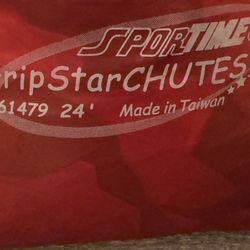 SPORTIME
ripStarCHUTES
61479 24' Made in Taiwan